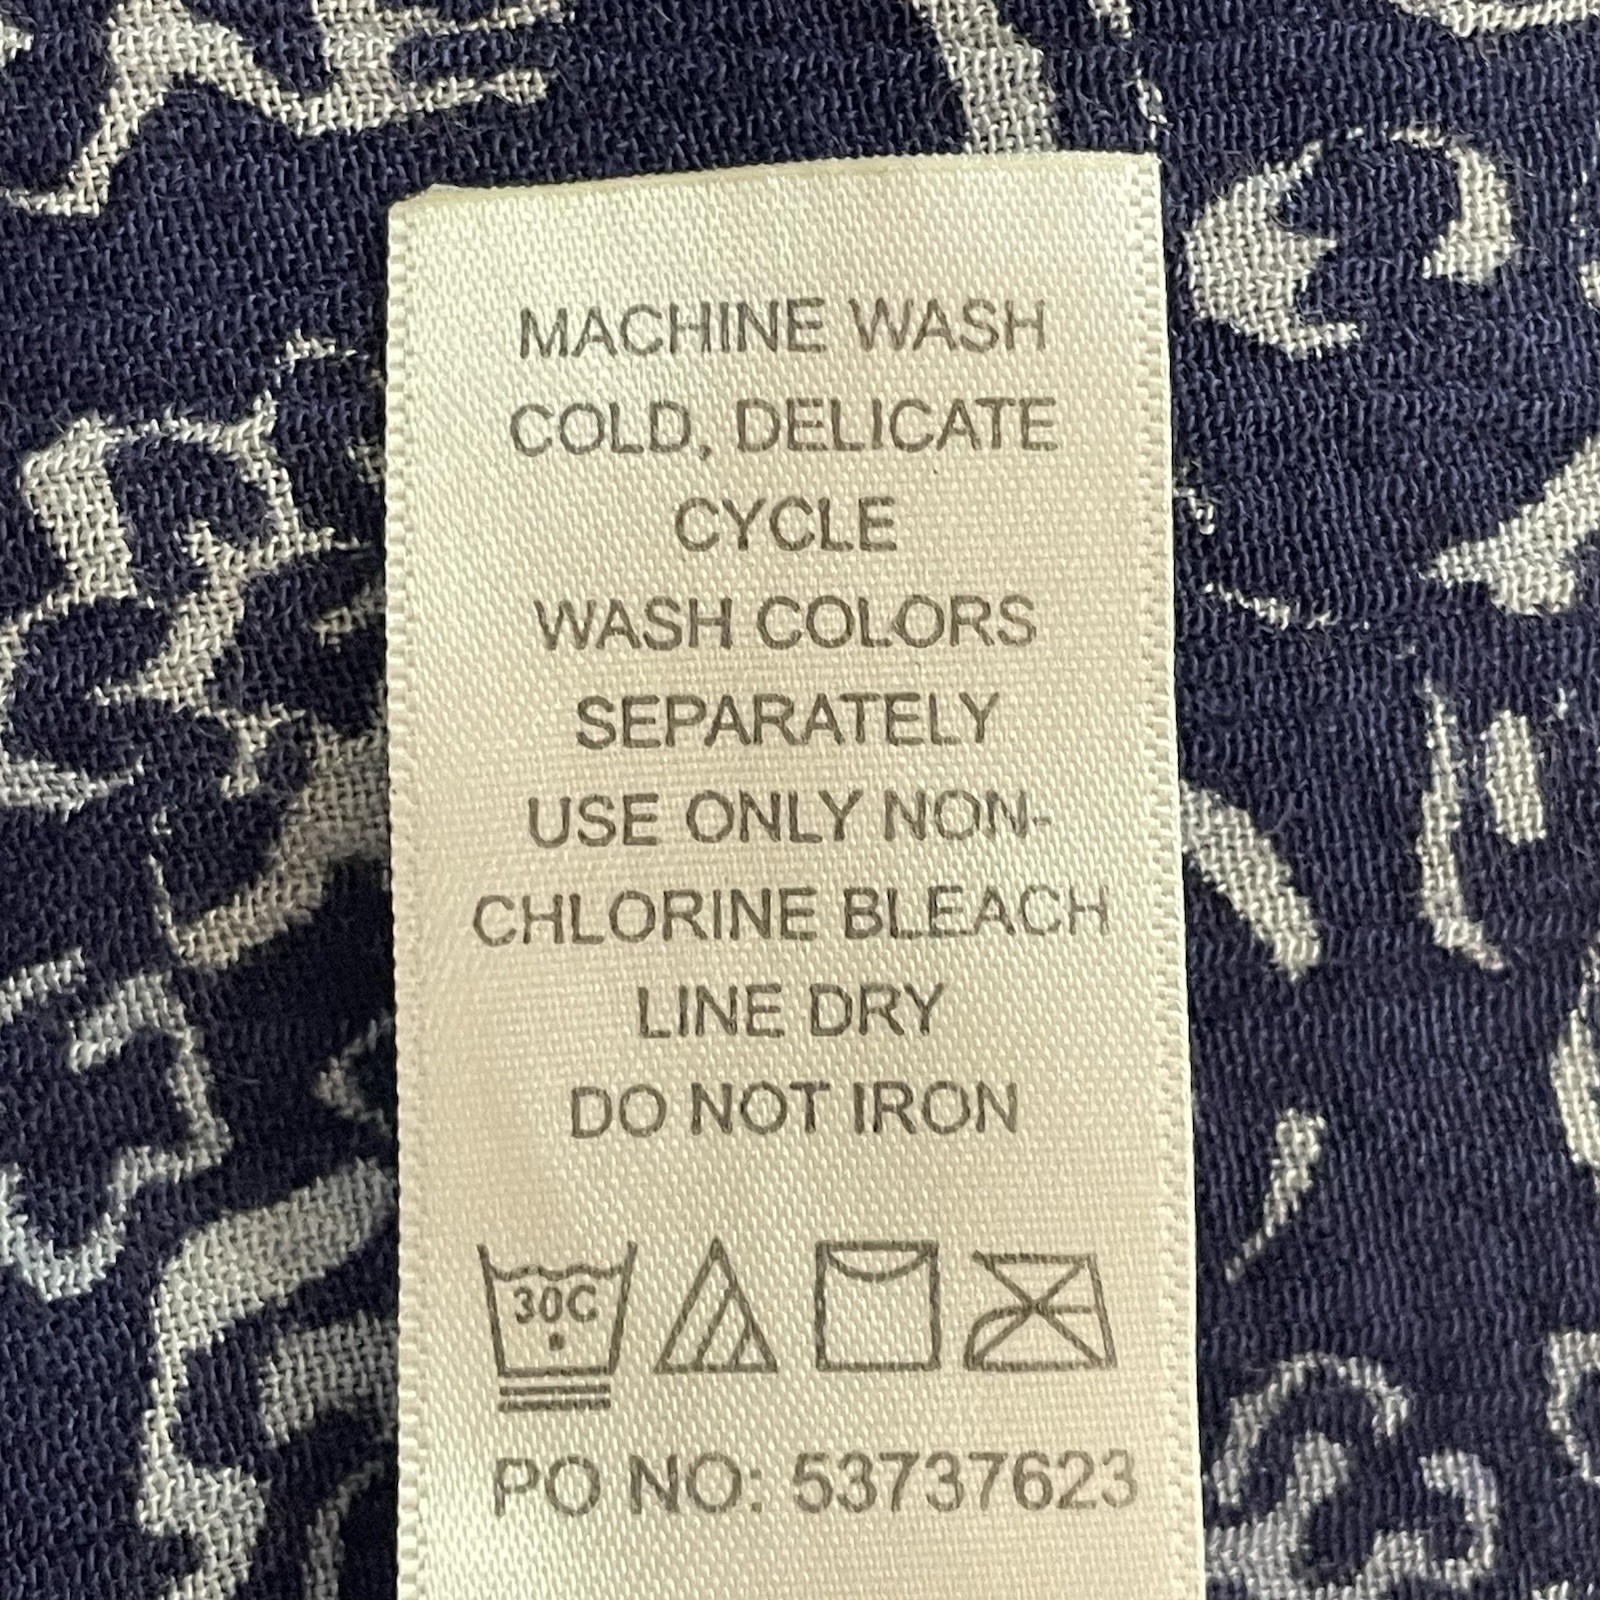 MACHINE WASH
COLD, DELICATE
CYCLE
WASH COLORS
SEPARATELY
USE ONLY NON-
CHLORINE BLEACH
LINE DRY
DO NOT IRON
30C
PO NO: 53737623